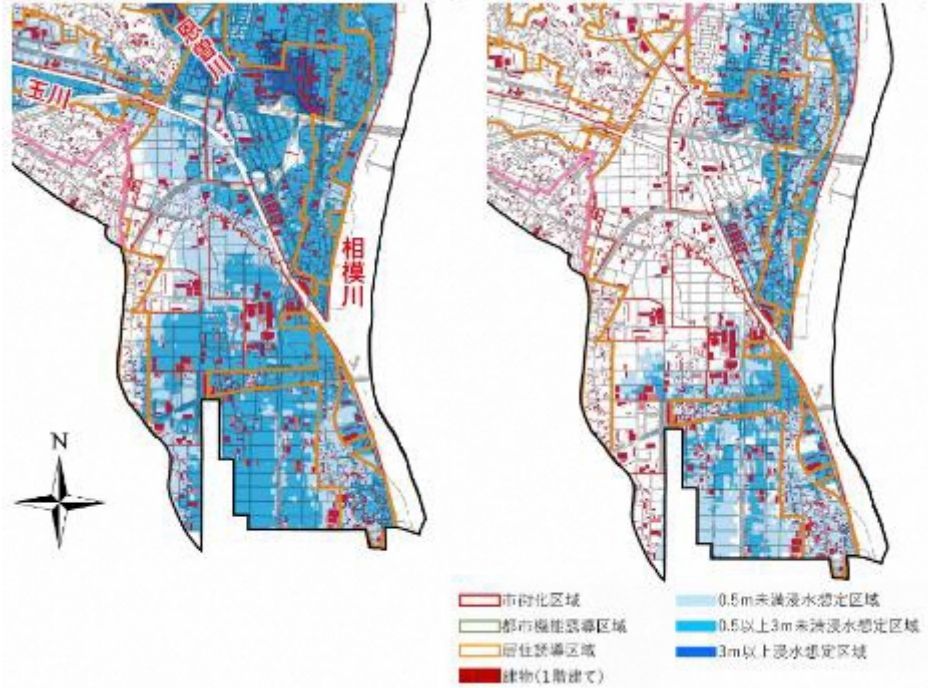 恩曽川
玉川
相模川
N
市街化区域
都市機能誘導区域
居住誘導区域
建物(1階建て)
0.5m未満浸水想定区域
0.5以上3m未満浸水想定区域
3m以上浸水想定区域